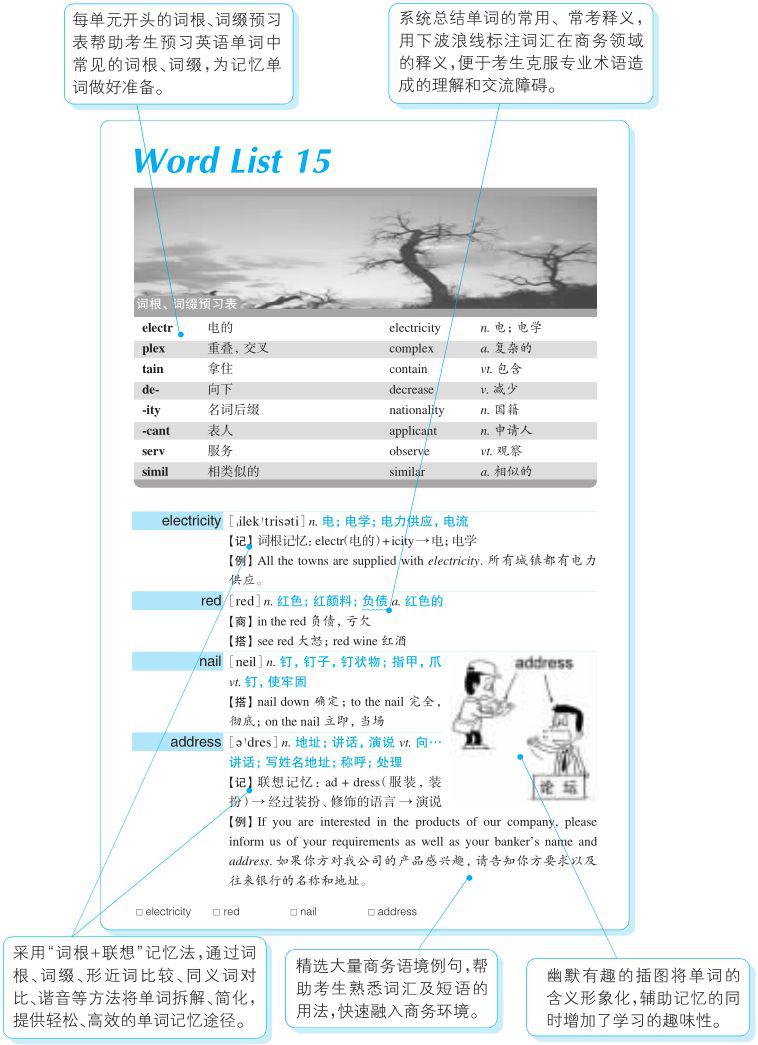 每单元开头的词根、词缀预习
表帮助考生预习英语单词中
常见的词根、词缀,为记忆单
词做好准备。
系统总结单词的常用、常考释义,
用下波浪线标注词汇在商务领域
的释义,便于考生克服专业术语造
成的理解和交流障碍。
Word List 15
词根、词缀预习表
electr 电的 electricity n. 电; 电学
plex 重叠, 交叉 complex a. 复杂的
tain 拿住 contain vt. 包含
de- 向下 decrease v. 减少
-ity 名词后缀 nationality n. 国籍
-cant 表人 applicant n. 申请人
serv 服务 observe vt. 观察
simil 相类似的 similar a. 相似的
electricity [ˌilekˈtrisəti] n. 电; 电学; 电力供应, 电流
【记】词根记忆: electr(电的)+icity→电; 电学
【例】All the towns are supplied with electricity. 所有城镇都有电力
供应。
red [red] n. 红色; 红颜料; 负债 a. 红色的
【商】in the red 负债, 亏欠
【搭】see red 大怒; red wine 红酒
nail [neil] n. 钉, 钉子, 钉状物; 指甲, 爪
vt. 钉, 使牢固
【搭】nail down 确定; to the nail 完全,
彻底; on the nail 立即, 当场
address [əˈdres] n. 地址; 讲话, 演说 vt. 向…
讲话; 写姓名地址; 称呼; 处理
【记】联想记忆: ad + dress(服装, 装
扮)→经过装扮、修饰的语言→演说
address
论坛
【例】If you are interested in the products of our company, please
inform us of your requirements as well as your banker's name and
address. 如果你方对我公司的产品感兴趣, 请告知你方要求以及
往来银行的名称和地址。
□ electricity □ red □ nail □ address
采用“词根+联想”记忆法,通过词
根、词缀、形近词比较、同义词对
比、谐音等方法将单词拆解、简化,
提供轻松、高效的单词记忆途径。
精选大量商务语境例句,帮
助考生熟悉词汇及短语的
用法,快速融入商务环境。
幽默有趣的插图将单词的
含义形象化,辅助记忆的同
时增加了学习的趣味性。